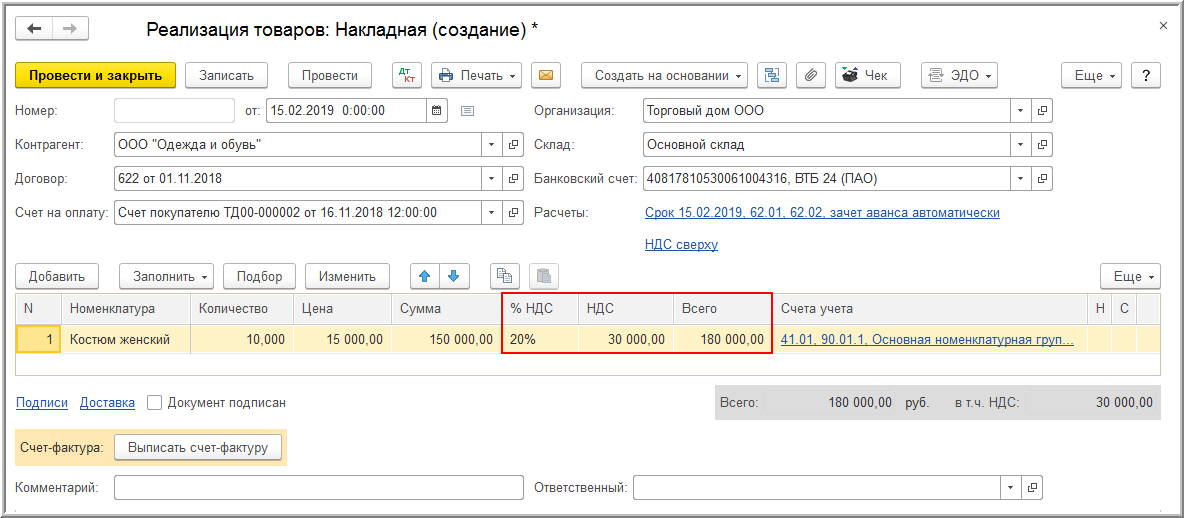 Реализация товаров: Накладная (создание) *
×
Провести и закрыть Записать Провести Дт Кт Печать Создать на основании Чек ЭДО Еще ?
Номер: от: 15.02.2019 0:00:00 Организация: Торговый дом ООО
Контрагент: ООО "Одежда и обувь" Склад: Основной склад
Договор: 622 от 01.11.2018 Банковский счет: 40817810530061004316, ВТБ 24 (ПАО)
Счет на оплату: Счет покупателю ТД00-000002 от 16.11.2018 12:00:00 Расчеты: Срок 15.02.2019, 62.01, 62.02, зачет аванса автоматически
НДС сверху
Добавить Заполнить Подбор Изменить Еще
N Номенклатура Количество Цена Сумма % НДС НДС Всего Счета учета Н С
1 Костюм женский 10,000 15 000,00 150 000,00 20% 30 000,00 180 000,00 41.01, 90.01.1, Основная номенклатурная груп...
Подписи Доставка Документ подписан Всего: 180 000,00 руб. в т.ч. НДС: 30 000,00
Счет-фактура: Выписать счет-фактуру
Комментарий: Ответственный: